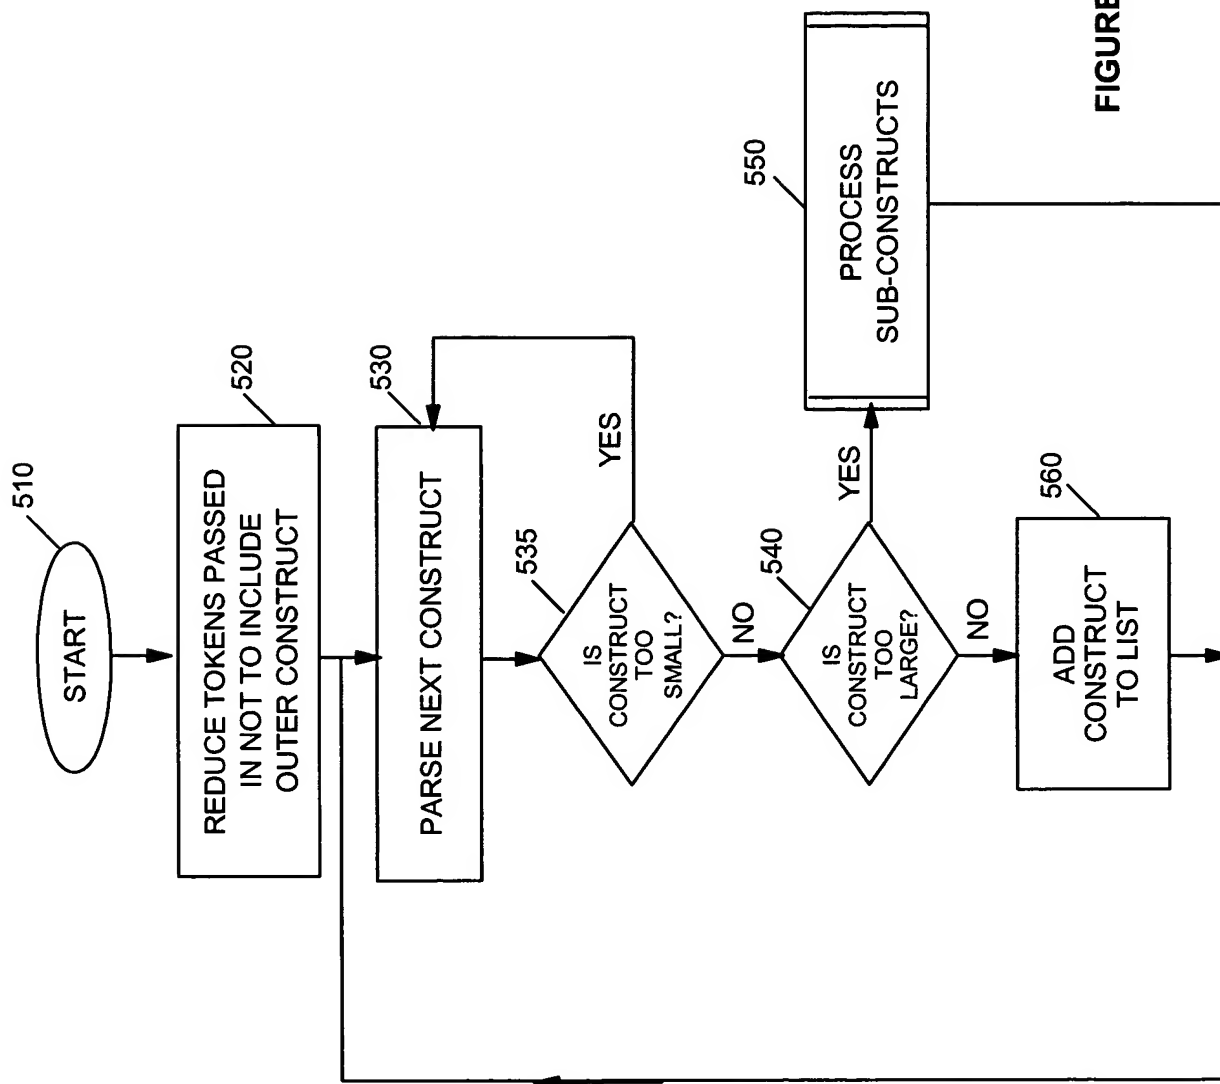 510
START
520
REDUCE TOKENS PASSED
IN NOT TO INCLUDE
OUTER CONSTRUCT
530
PARSE NEXT CONSTRUCT
535
IS
CONSTRUCT
TOO
SMALL?
YES
NO
540
IS
CONSTRUCT
TOO
LARGE?
YES
NO
550
PROCESS
SUB-CONSTRUCTS
560
ADD
CONSTRUCT
TO LIST
FIGURE